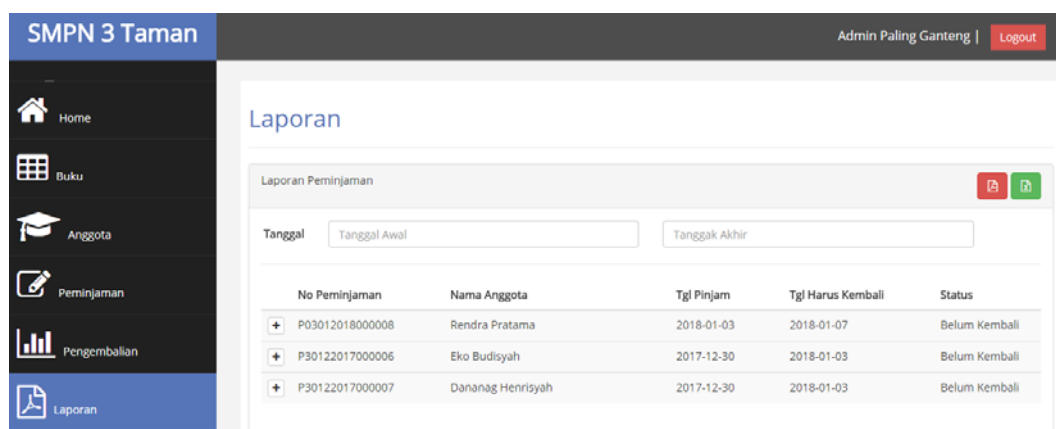 SMPN 3 Taman
Admin Paling Ganteng | Logout
Home
Buku
Anggota
Peminjaman
Pengembalian
Laporan
Laporan
Laporan Peminjaman
Tanggal Tanggal Awal Tanggak Akhir
No Peminjaman Nama Anggota Tgl Pinjam Tgl Harus Kembali Status
+ P03012018000008 Rendra Pratama 2018-01-03 2018-01-07 Belum Kembali
+ P30122017000006 Eko Budisyah 2017-12-30 2018-01-03 Belum Kembali
+ P30122017000007 Dananag Henrisyah 2017-12-30 2018-01-03 Belum Kembali